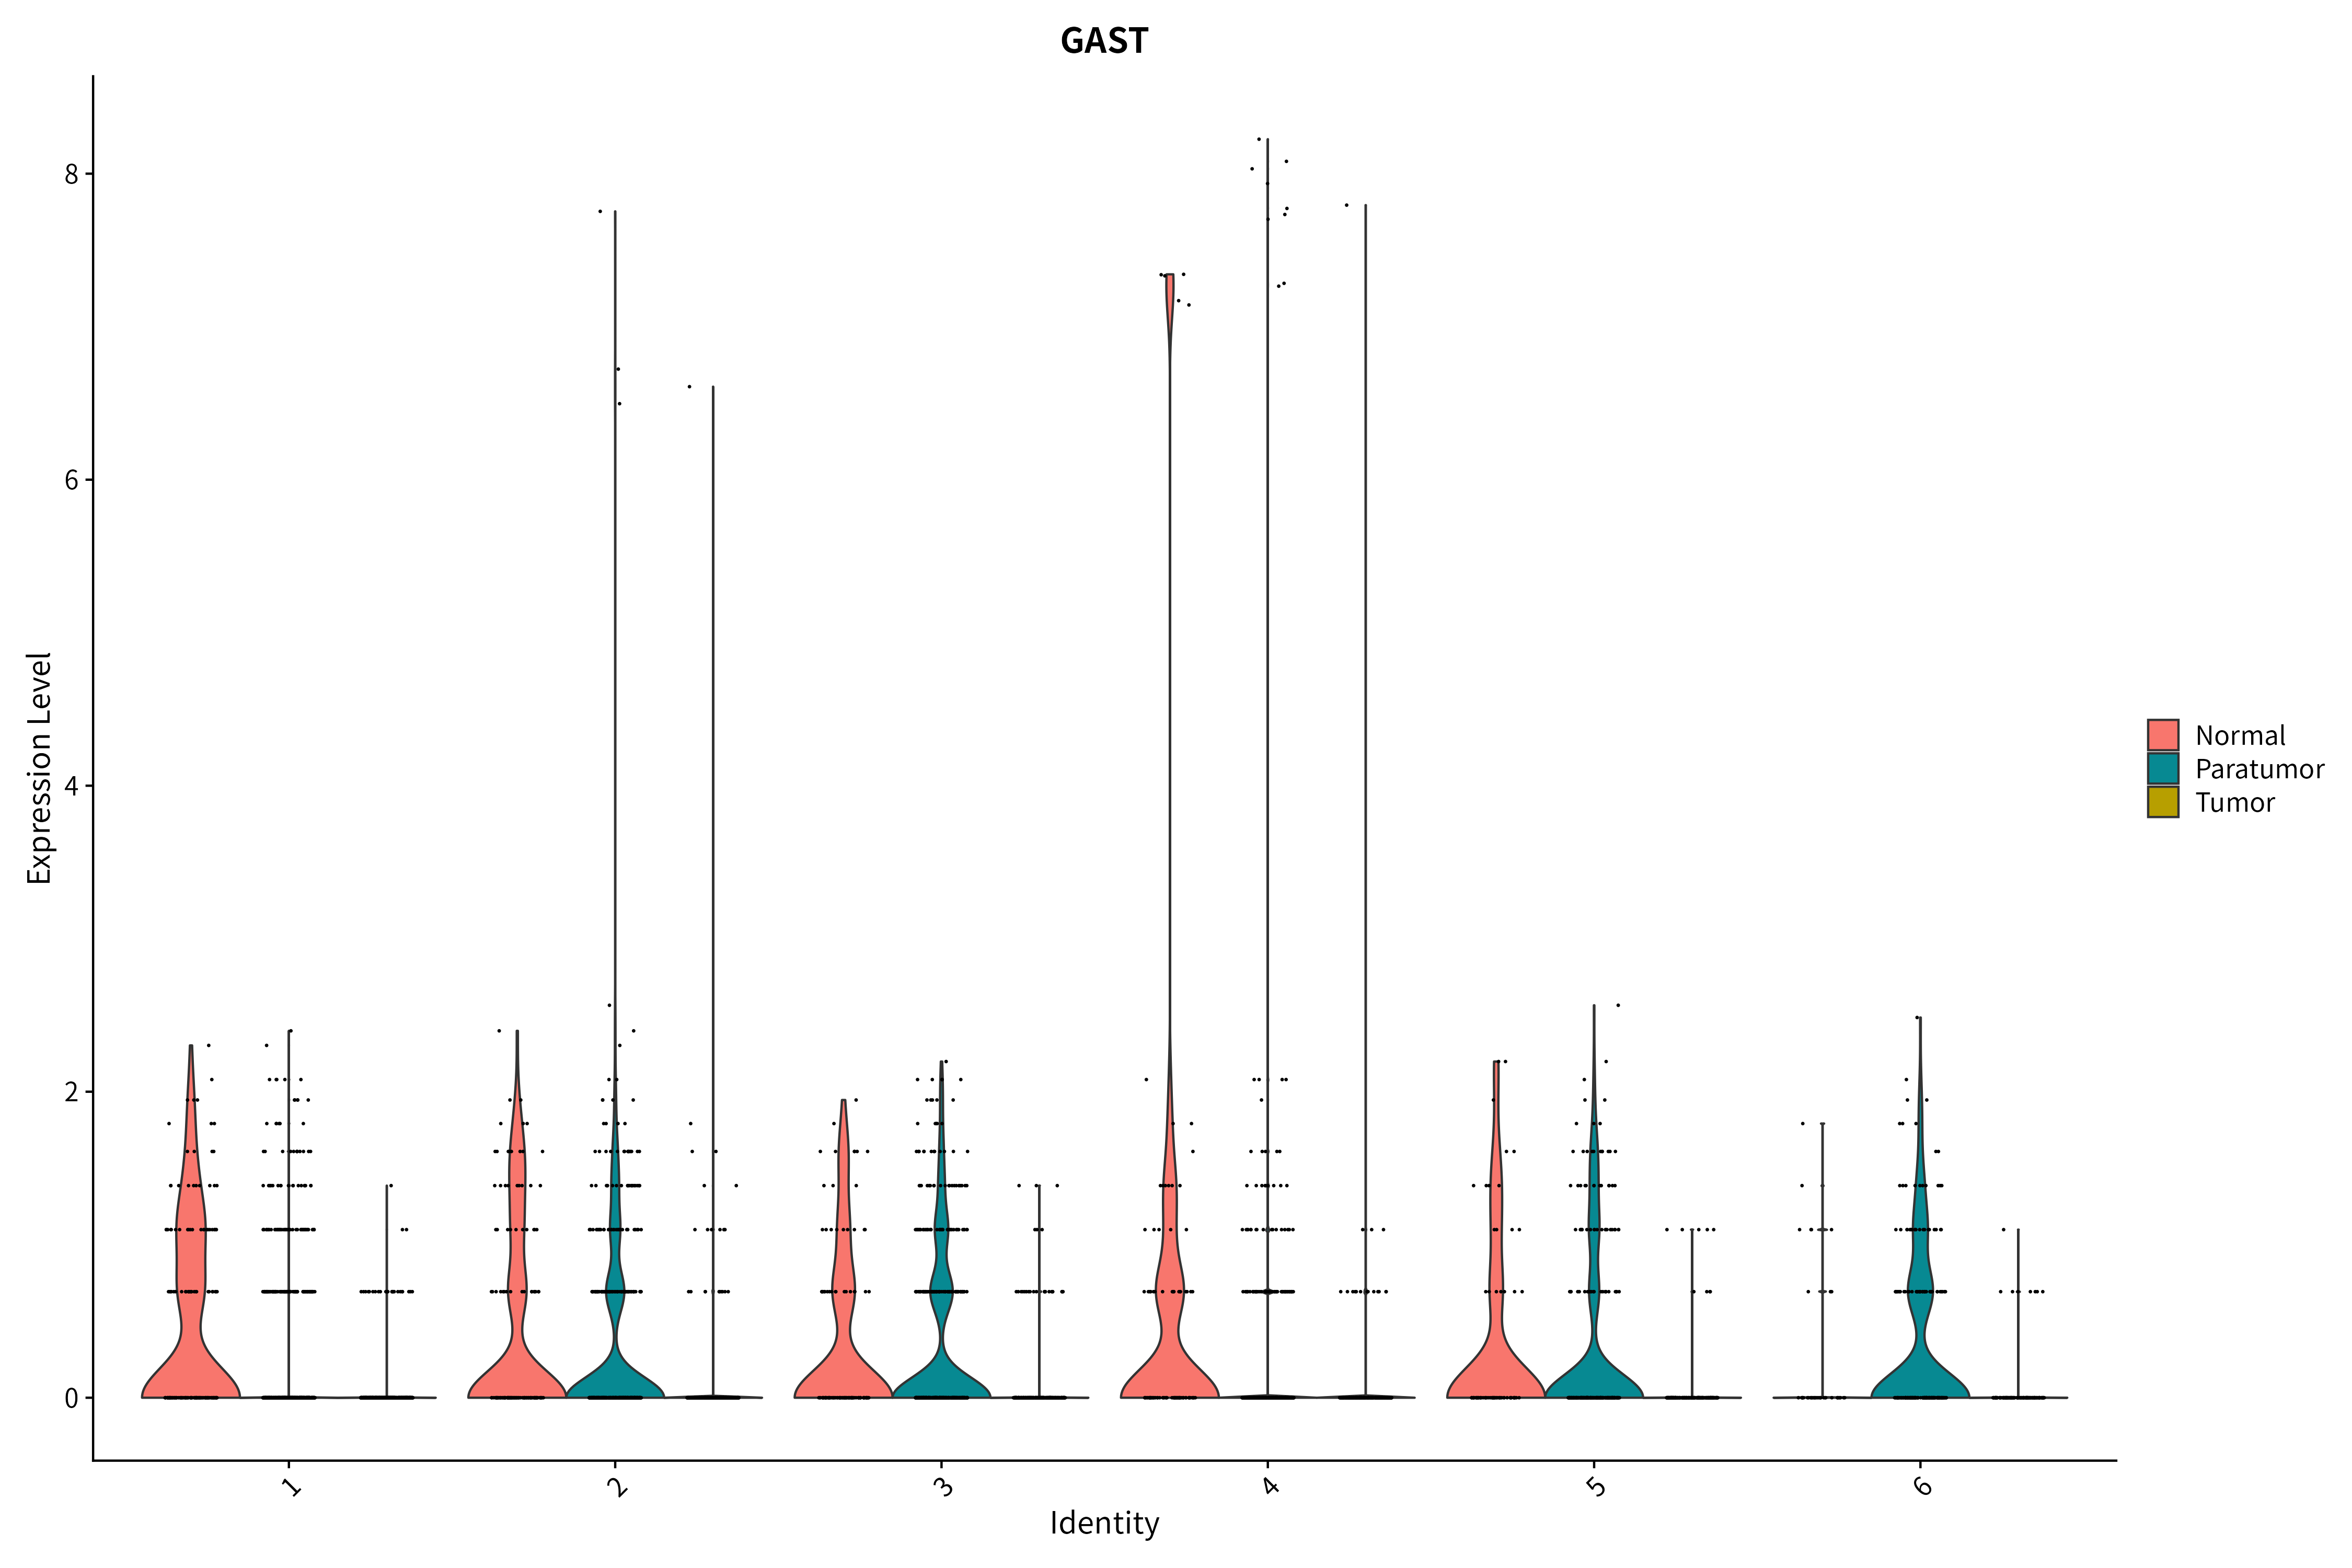 GAST
Expression Level
8
6
4
2
0
1
2
3
4
5
6
Identity
Normal
Paratumor
Tumor